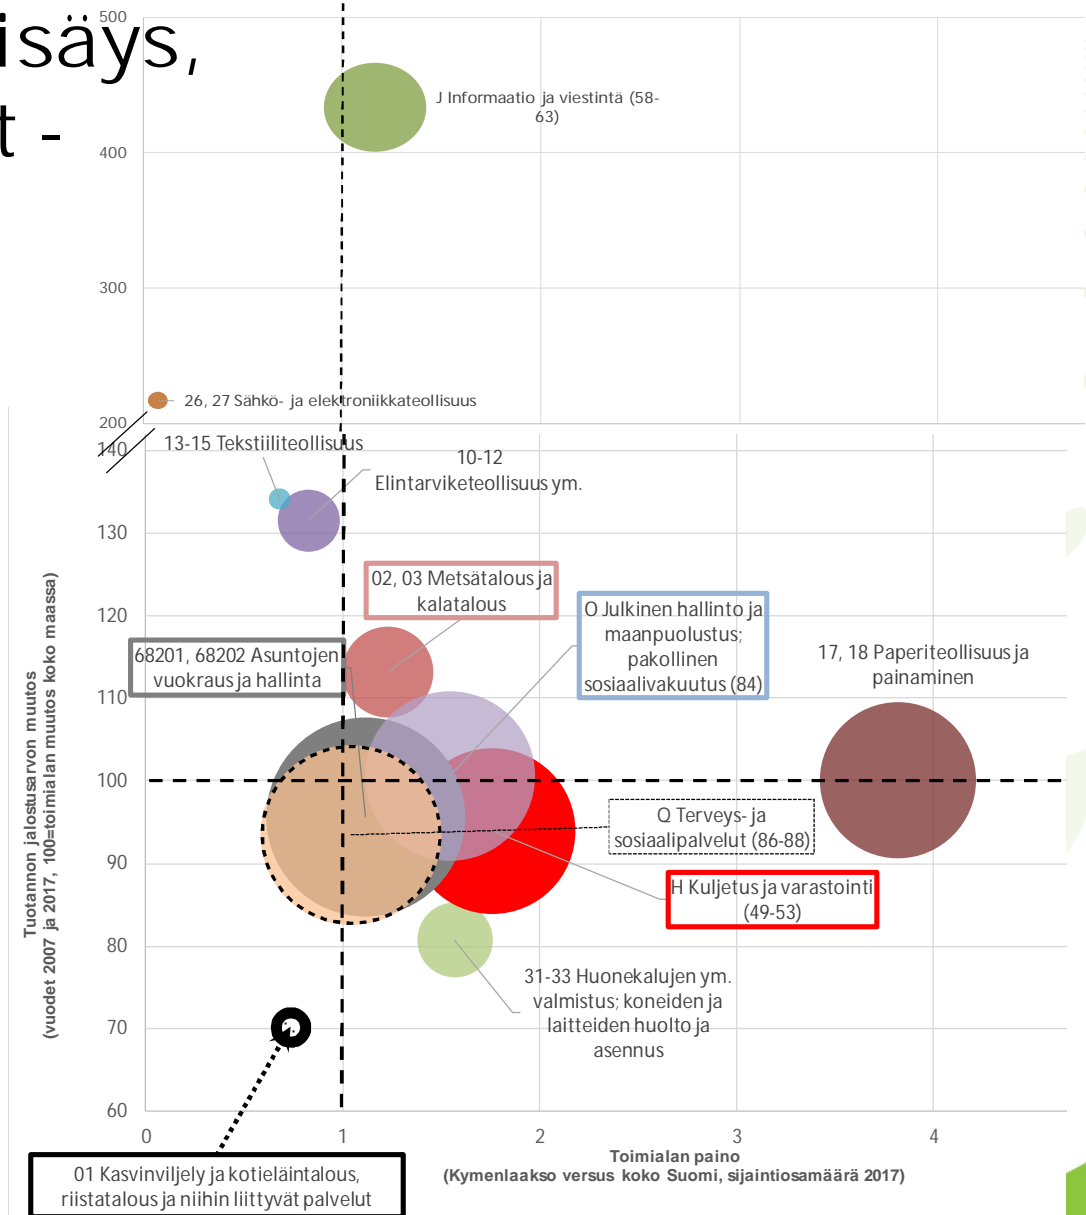 isäys,
t -
500
400
300
200
140
130
120
110
100
90
80
70
60
J Informaatio ja viestintä (58-
63)
26, 27 Sähkö- ja elektroniikkateollisuus
13-15 Tekstiiliteollisuus
10-12
Elintarviketeollisuus ym.
02, 03 Metsätalous ja
kalatalous
O Julkinen hallinto ja
maanpuolustus;
pakollinen
sosiaalivakuutus (84)
68201, 68202 Asuntojen
vuokraus ja hallinta
17, 18 Paperiteollisuus ja
painaminen
Q Terveys- ja
sosiaalipalvelut (86-88)
H Kuljetus ja varastointi
(49-53)
31-33 Huonekalujen ym.
valmistus; koneiden ja
laitteiden huolto ja
asennus
01 Kasvinviljely ja kotieläintalous,
riistatalous ja niihin liittyvät palvelut
Tuotannon jalostusarvon muutos
(vuodet 2007 ja 2017, 100=toimialan muutos koko maassa)
0 1 2 3 4
Toimialan paino
(Kymenlaakso versus koko Suomi, sijaintiosamäärä 2017)